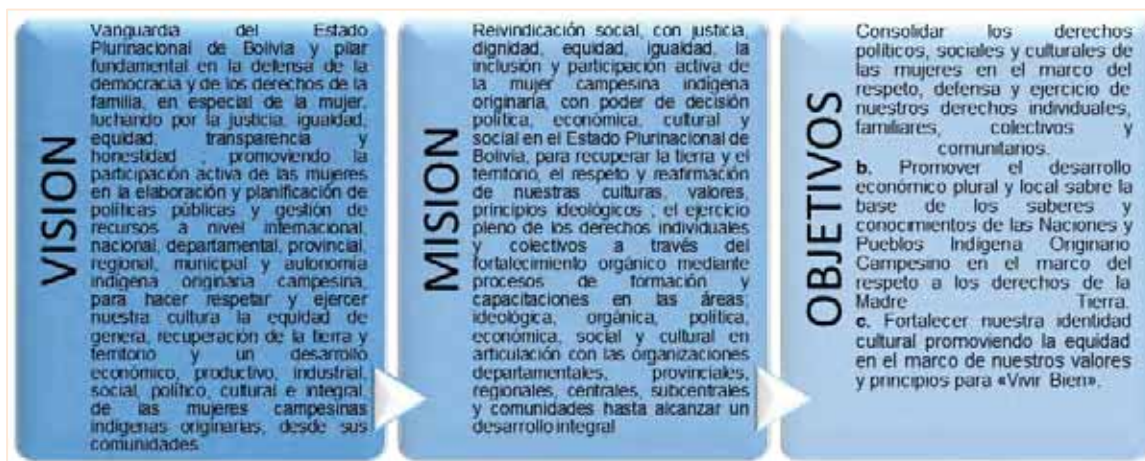 VISION
Vanguardia del Estado
Plurinacional de Bolivia y pilar
fundamental en la defensa de la
democracia y de los derechos de la
familia, en especial de la mujer,
luchando por la justicia, igualdad,
equidad, transparencia y
honestidad , promoviendo la
participación activa de las mujeres
en la elaboración y planificación de
políticas públicas y gestión de
recursos a nivel internacional,
nacional, departamental, provincial,
regional, municipal y autonomía
indígena originaria campesina,
para hacer respetar y ejercer
nuestra cultura la equidad de
genera, recuperación de la tierra y
territorio y un desarrollo
económico, productivo, industrial,
social, político, cultural e integral
de las mujeres campesinas
indígenas originarias, desde sus
comunidades
MISION
Reivindicación social, con justicia,
dignidad, equidad, igualdad, la
inclusión y participación activa de
la mujer campesina indígena
originaria, con poder de decisión
política, económica, cultural y
social en el Estado Plurinacional de
Bolivia, para recuperar la tierra y el
territorio, el respeto y reafirmación
de nuestras culturas, valores,
principios ideológicos ; el ejercicio
pleno de los derechos individuales
y colectivos a través del
fortalecimiento orgánico mediante
procesos de formación y
capacitaciones en las áreas;
ideológica, orgánica, política,
económica, social y cultural en
articulación con las organizaciones
departamentales, provinciales,
regionales, centrales, subcentrales
y comunidades hasta alcanzar un
desarrollo integral
OBJETIVOS
Consolidar los derechos
políticos, sociales y culturales de
las mujeres en el marco del
respeto, defensa y ejercicio de
nuestros derechos individuales,
familiares, colectivos y
comunitarios.
b. Promover el desarrollo
económico plural y local sobre la
base de los saberes y
conocimientos de las Naciones y
Pueblos Indígena Originario
Campesino en el marco del
respeto a los derechos de la
Madre Tierra.
c. Fortalecer nuestra identidad
cultural promoviendo la equidad
en el marco de nuestros valores
y principios para «Vivir Bien».